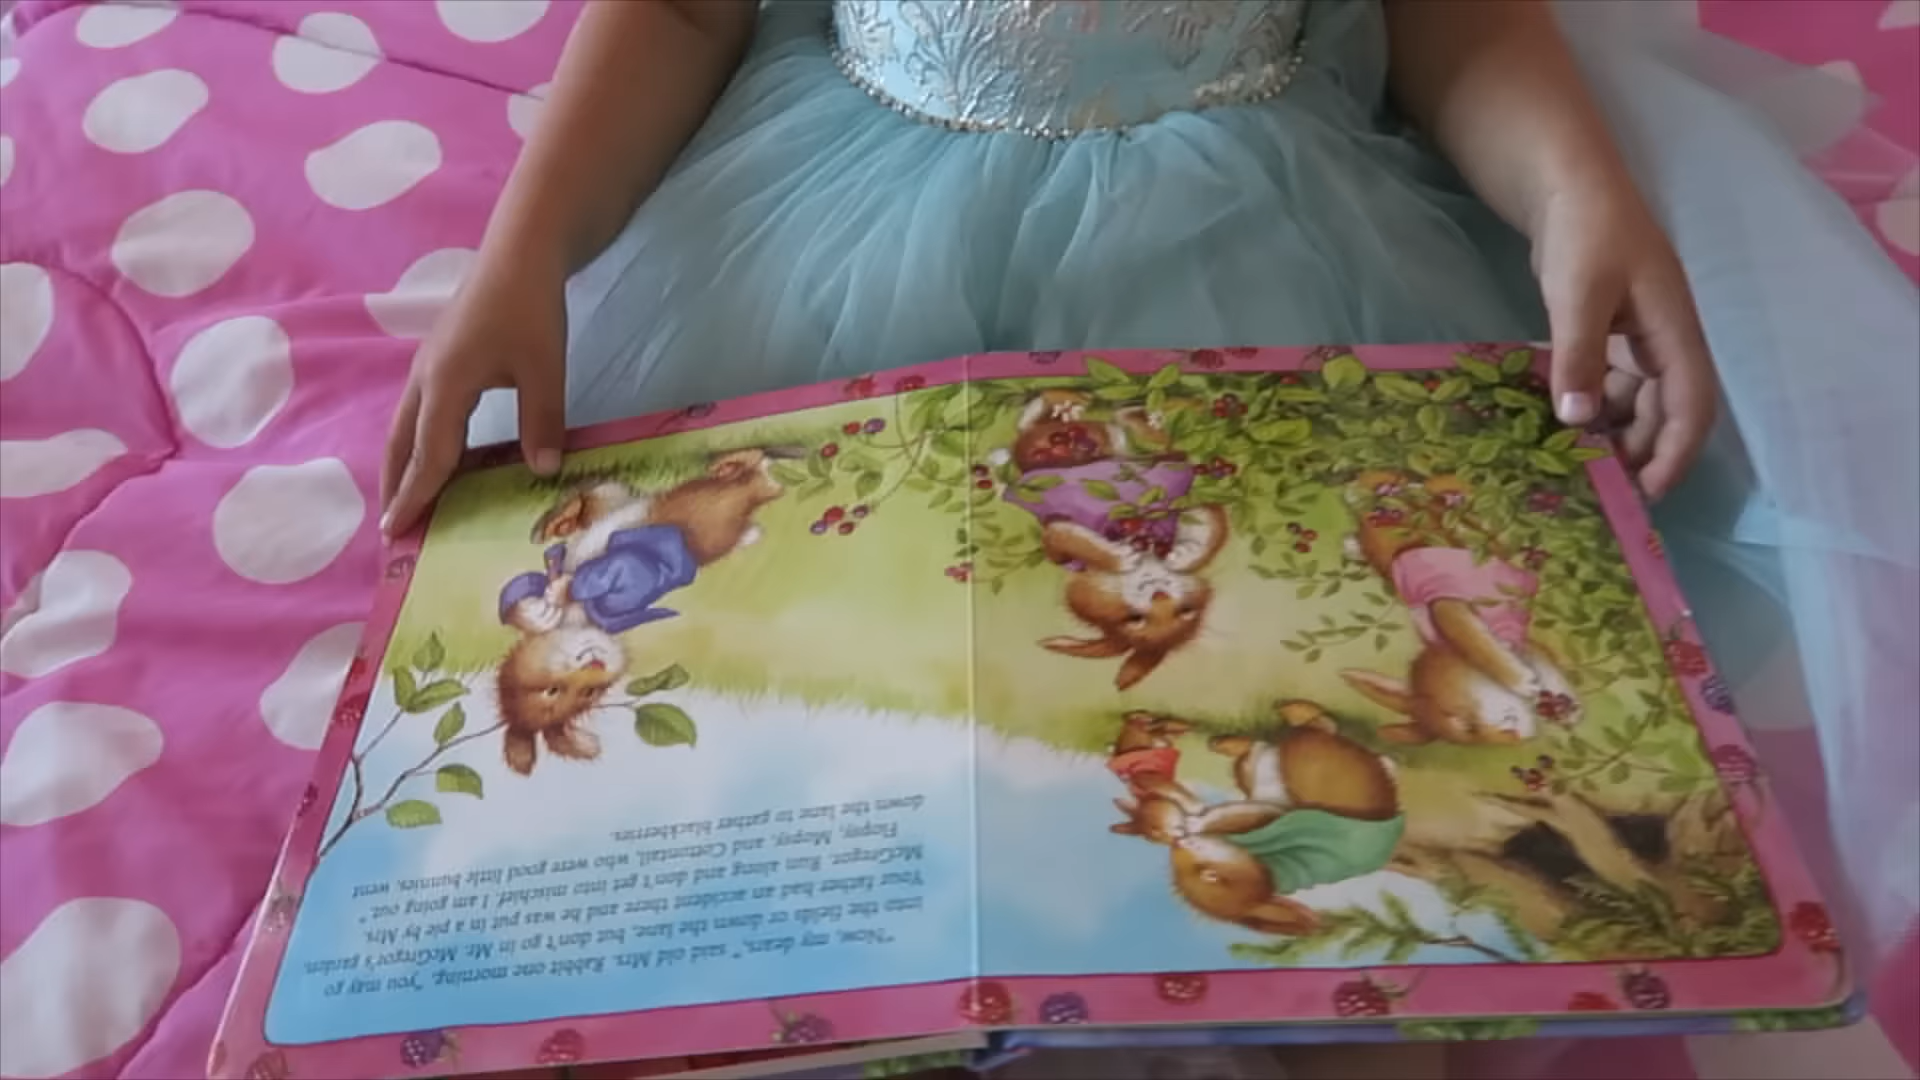 "Now, my dears," said old Mrs. Rabbit one morning, "you may go
into the fields or down the lane, but don't go in Mr. McGregor's garden.
Your father had an accident there and he was put in a pie by Mrs.
McGregor. Run along and don't get into mischief. I am going out."
Flopsy, Mopsy, and Cottontail, who were good little bunnies, went
down the lane to gather blackberries.